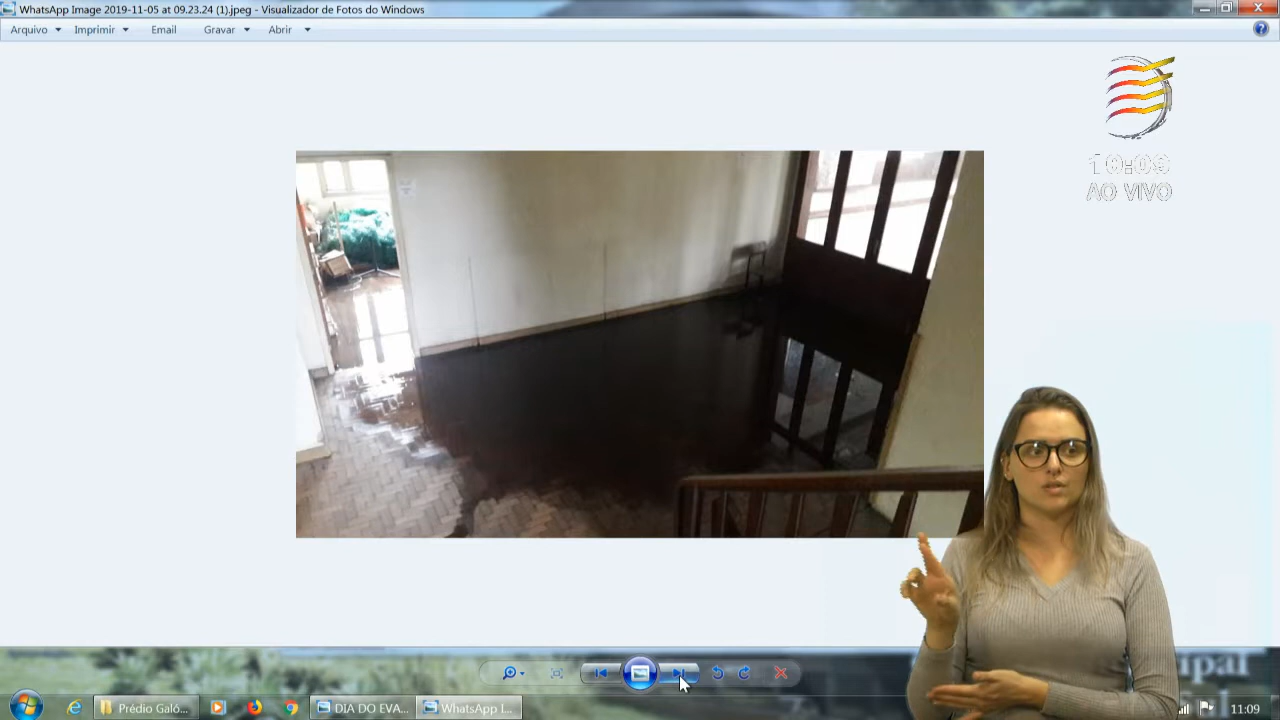 WhatsApp Image 2019-11-05 at 09.23.24 (1).jpeg - Visualizador de Fotos do Windows
Arquivo Imprimir Email Gravar Abrir
10:09
AO VIVO
Prédio Galó...
DIA DO EVA...
WhatsApp I...
11:09